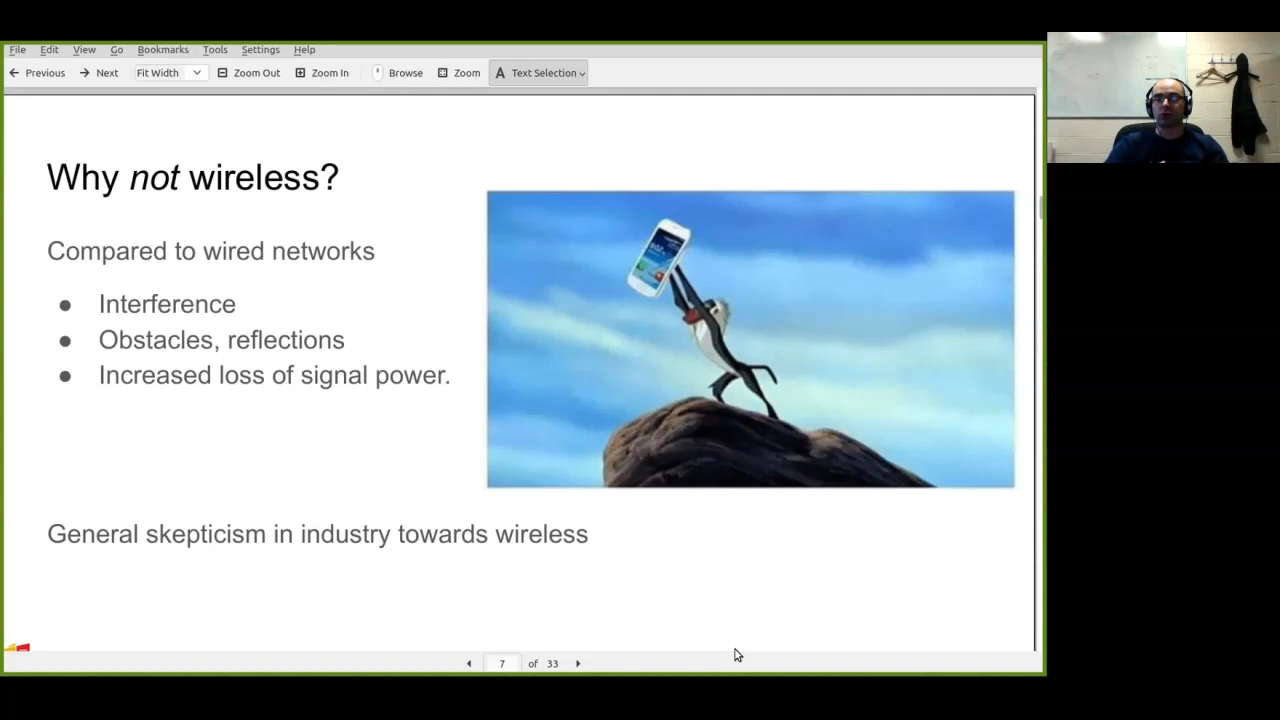 File Edit View Go Bookmarks Tools Settings Help
Previous Next Fit Width Zoom Out Zoom In Browse Zoom Text Selection
Why not wireless?
Compared to wired networks
● Interference
● Obstacles, reflections
● Increased loss of signal power.
General skepticism in industry towards wireless
7 of 33